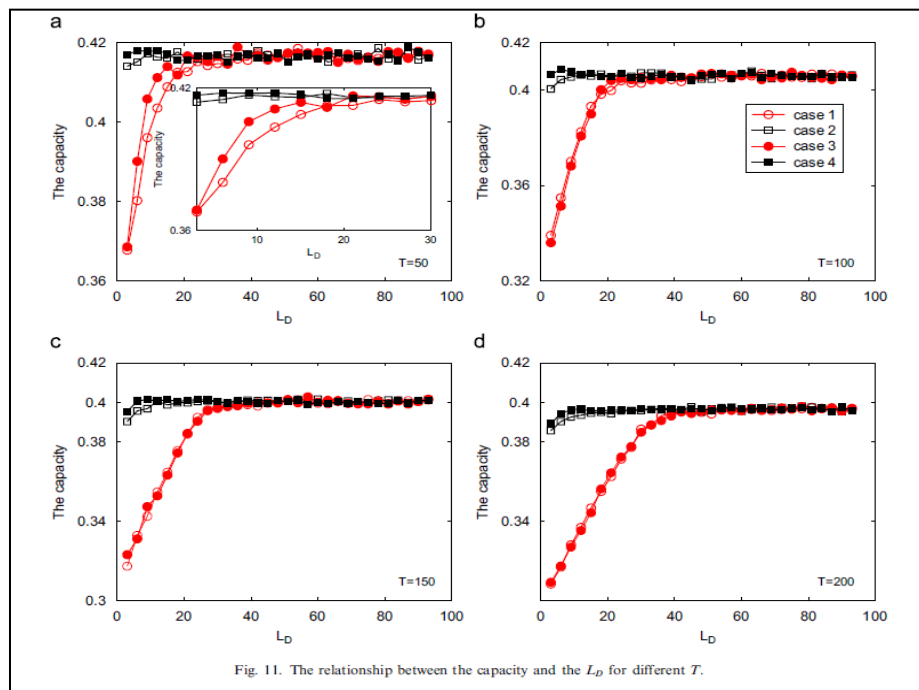 a
0.42
0.4
0.38
0.36
The capacity
0.42
0.36
The capacity
10
20
30
L_D
T=50
0
20
40
60
80
100
L_D
b
0.4
0.36
0.32
The capacity
case 1
case 2
case 3
case 4
T=100
0
20
40
60
80
100
L_D
c
0.42
0.4
0.38
0.34
0.3
The capacity
T=150
0
20
40
60
80
100
L_D
d
0.42
0.4
0.38
0.34
The capacity
T=200
0
20
40
60
80
100
L_D
Fig. 11. The relationship between the capacity and the L_D for different T.